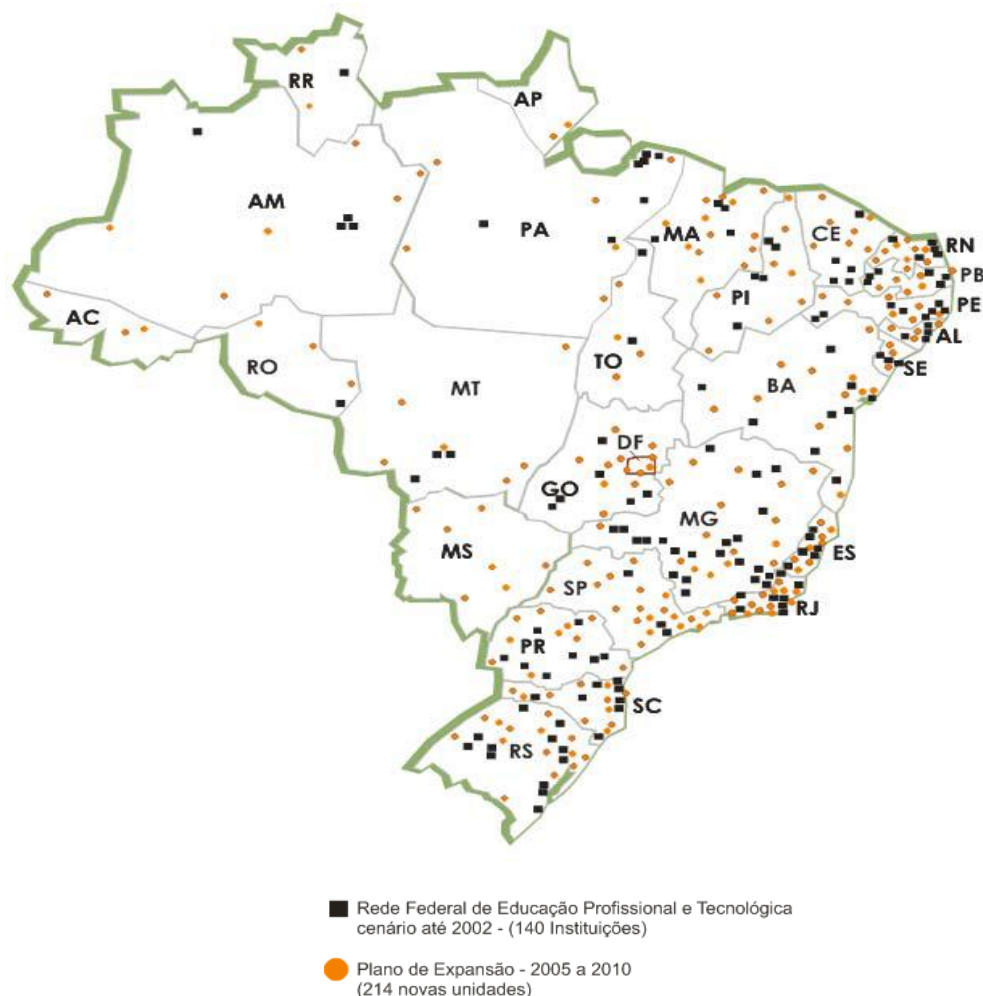 RR
AP
AM
PA
MA
CE
RN
PB
PI
PE
AC
AL
RO
TO
SE
MT
BA
DF
GO
MG
MS
ES
SP
RJ
PR
SC
RS
Rede Federal de Educação Profissional e Tecnológica
cenário até 2002 - (140 Instituições)
Plano de Expansão - 2005 a 2010
(214 novas unidades)